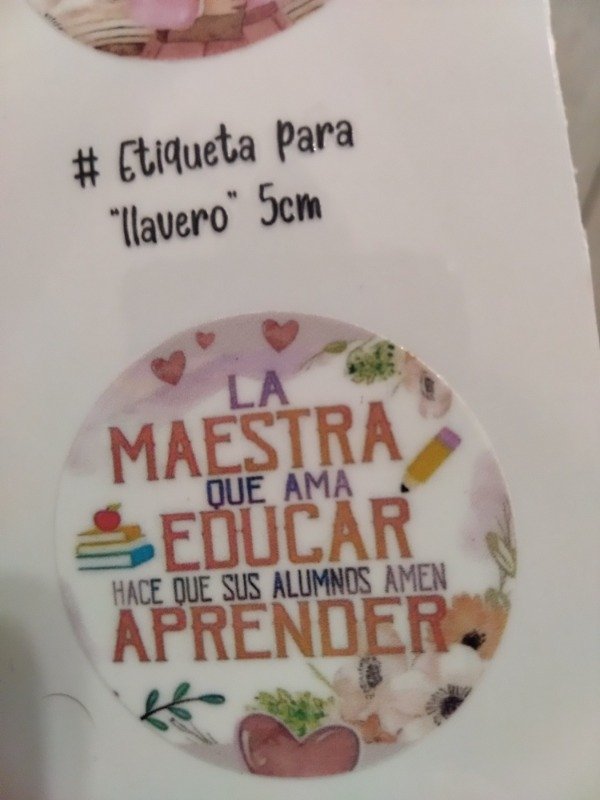 # Etiqueta para
"llavero" 5cm
LA
MAESTRA
QUE AMA
EDUCAR
HACE QUE SUS ALUMNOS AMEN
APRENDER